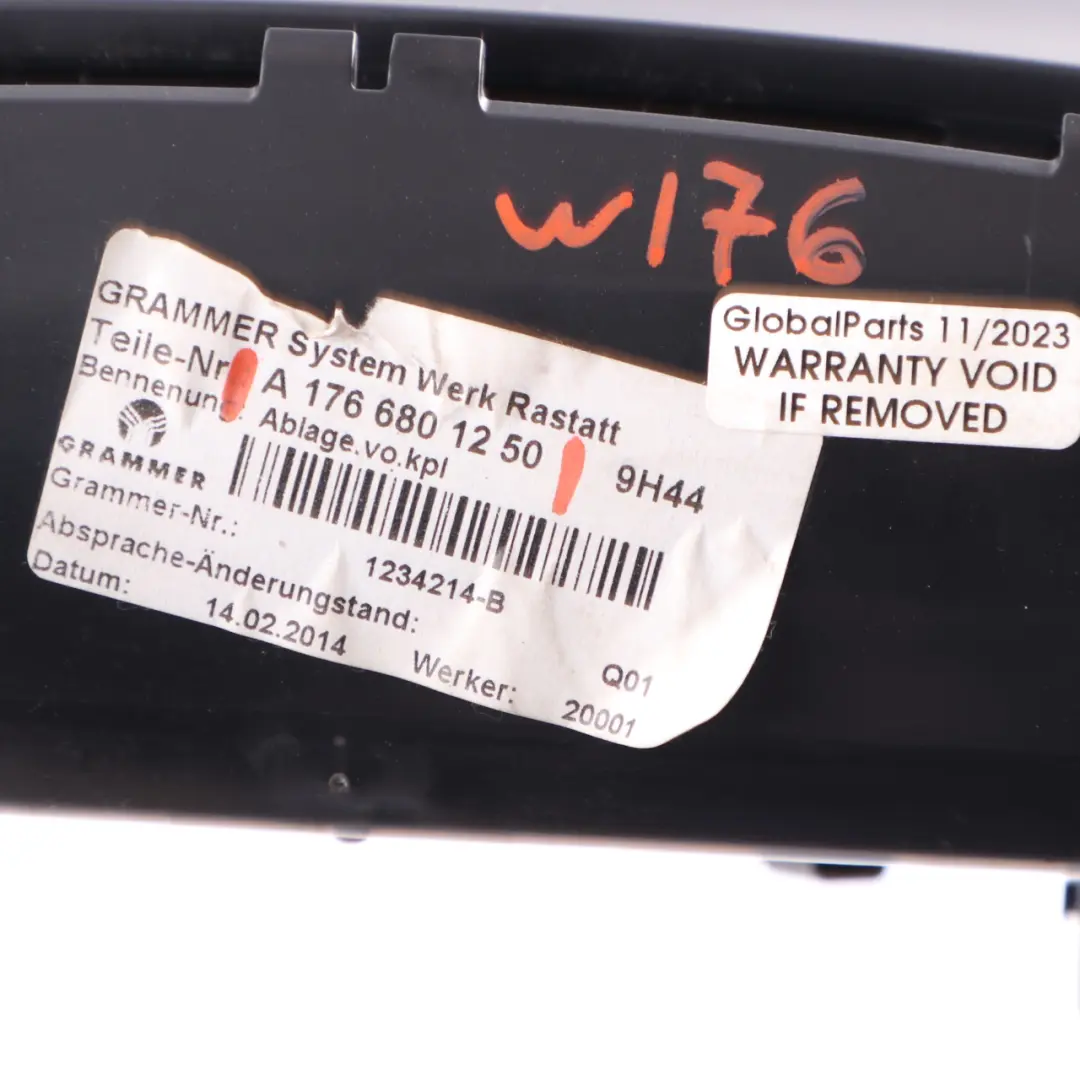 w176
GlobalParts 11/2023
WARRANTY VOID
IF REMOVED
GRAMMER System Werk Rastatt
Teile-Nr A 176 680 12 50 9H44
Bennenung: Ablage.vo.kpl
GRAMMER
Grammer-Nr.: 1234214-B
Absprache-Änderungstand: Q01
Datum: 14.02.2014 Werker: 20001